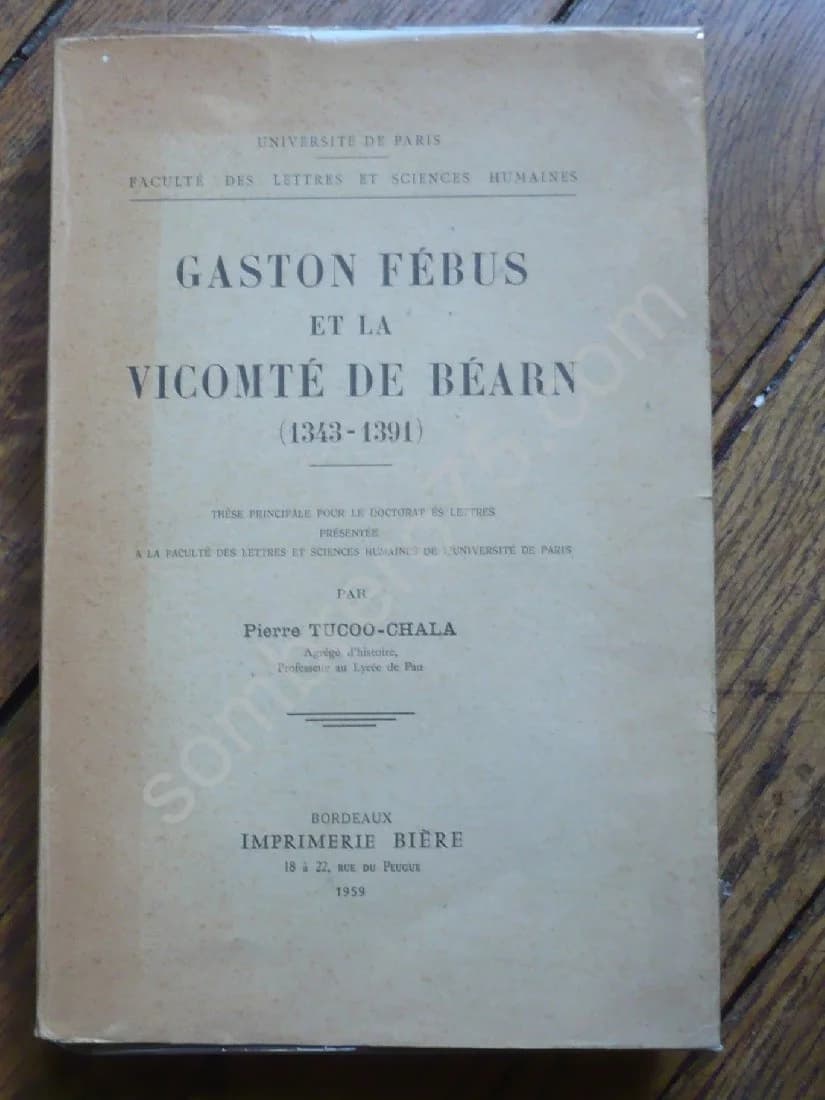 UNIVERSITÉ DE PARIS
FACULTÉ DES LETTRES ET SCIENCES HUMAINES
GASTON FÉBUS
ET LA
VICOMTÉ DE BÉARN
(1343-1391)
THÈSE PRINCIPALE POUR LE DOCTORAT ÈS LETTRES
PRÉSENTÉE
A LA FACULTÉ DES LETTRES ET SCIENCES HUMAINES DE L'UNIVERSITÉ DE PARIS
PAR
Pierre TUCOO-CHALA
Agrégé d'histoire,
Professeur au Lycée de Pau
BORDEAUX
IMPRIMERIE BIÈRE
18 à 22, RUE DU PEUGUE
1959